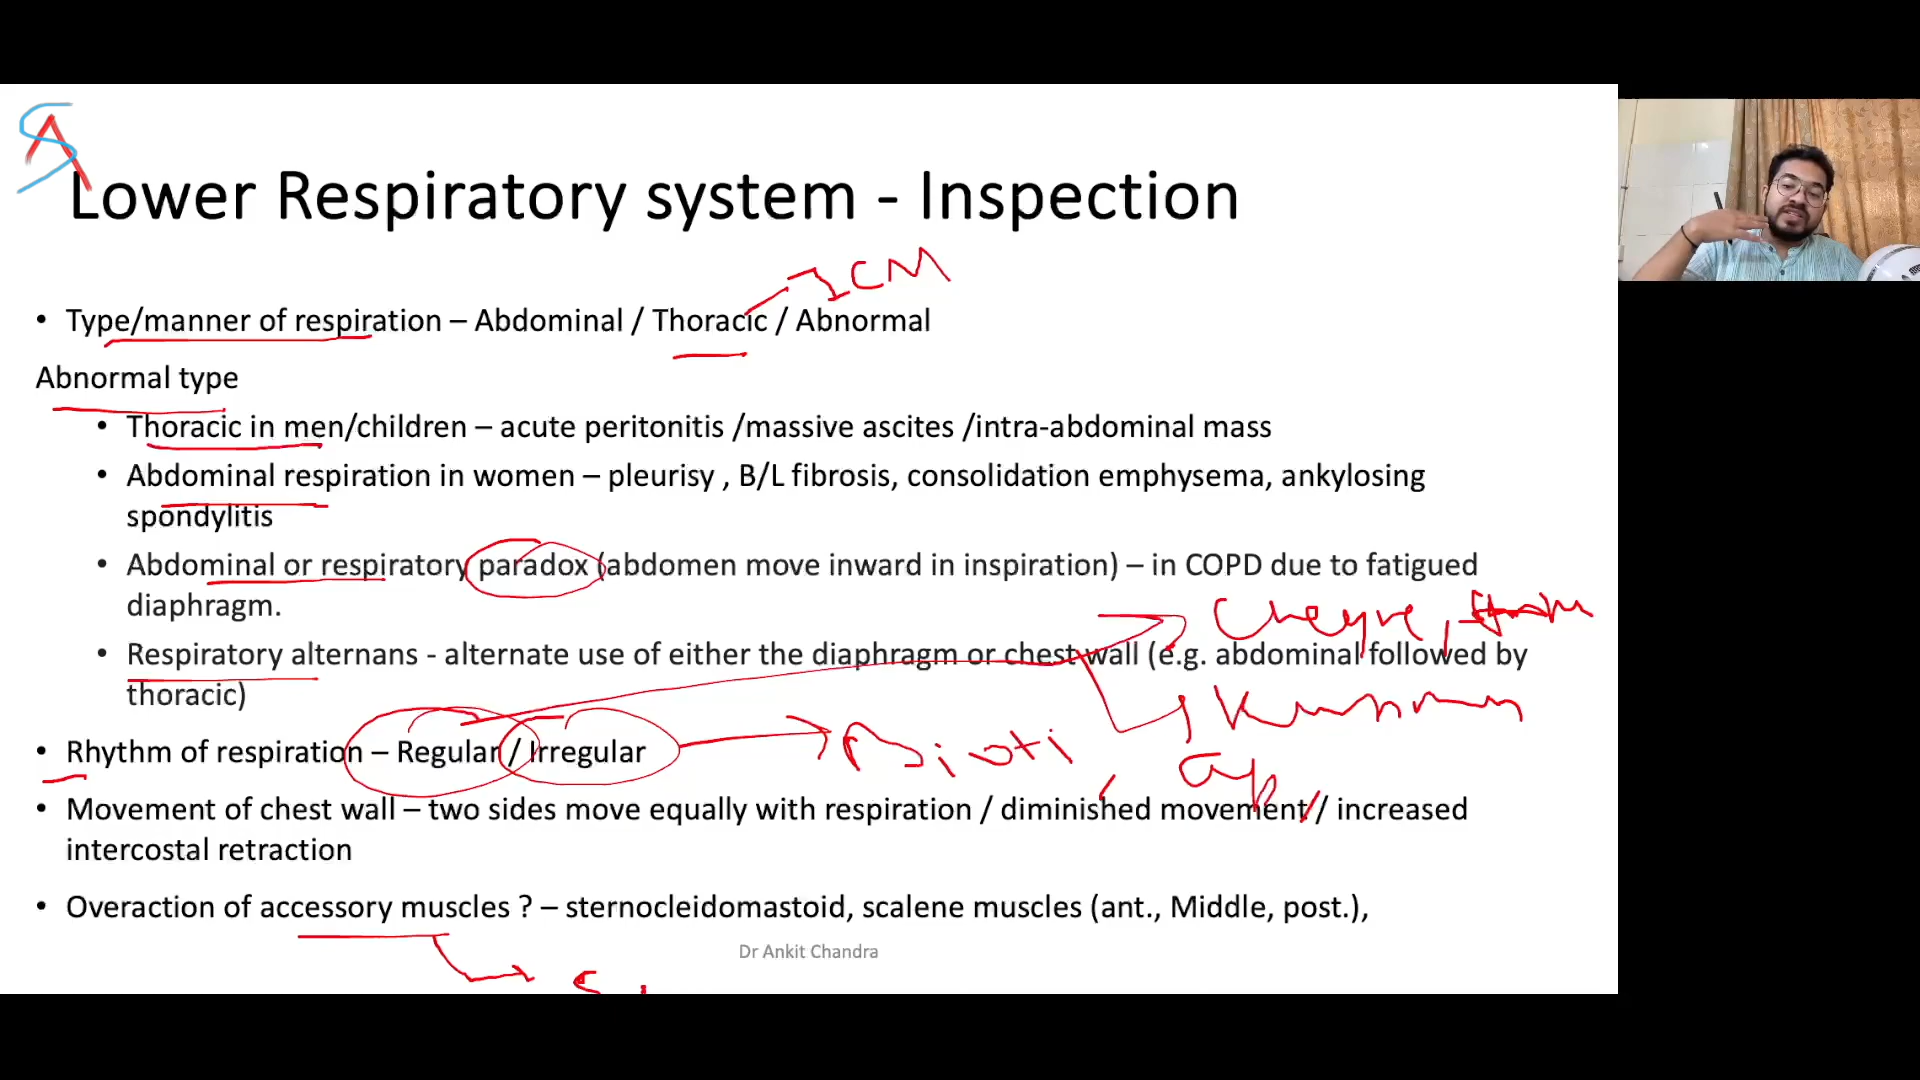 Lower Respiratory system - Inspection
ICM
• Type/manner of respiration – Abdominal / Thoracic / Abnormal
Abnormal type
• Thoracic in men/children – acute peritonitis /massive ascites /intra-abdominal mass
• Abdominal respiration in women – pleurisy , B/L fibrosis, consolidation emphysema, ankylosing
spondylitis
• Abdominal or respiratory paradox (abdomen move inward in inspiration) – in COPD due to fatigued
diaphragm.
Cheyne,
• Respiratory alternans - alternate use of either the diaphragm or chest wall (e.g. abdominal followed by
thoracic)
• Rhythm of respiration – Regular / Irregular
• Movement of chest wall – two sides move equally with respiration / diminished movement // increased
intercostal retraction
• Overaction of accessory muscles ? – sternocleidomastoid, scalene muscles (ant., Middle, post.),
Dr Ankit Chandra